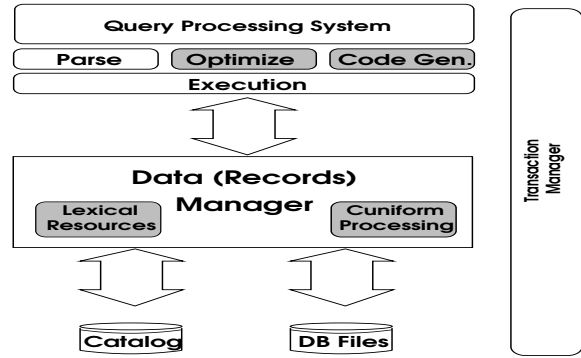 Query Processing System
Parse
Optimize
Code Gen.
Execution
Data (Records)
Manager
Lexical
Resources
Cuniform
Processing
Catalog
DB Files
Transaction
Manager